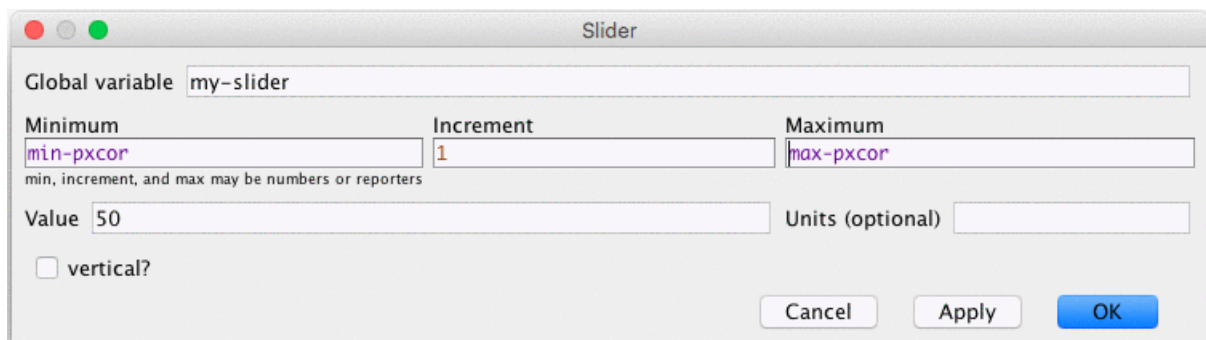 Slider
Global variable my-slider
Minimum Increment Maximum
min-pxcor 1 max-pxcor
min, increment, and max may be numbers or reporters
Value 50 Units (optional)
vertical?
Cancel Apply OK